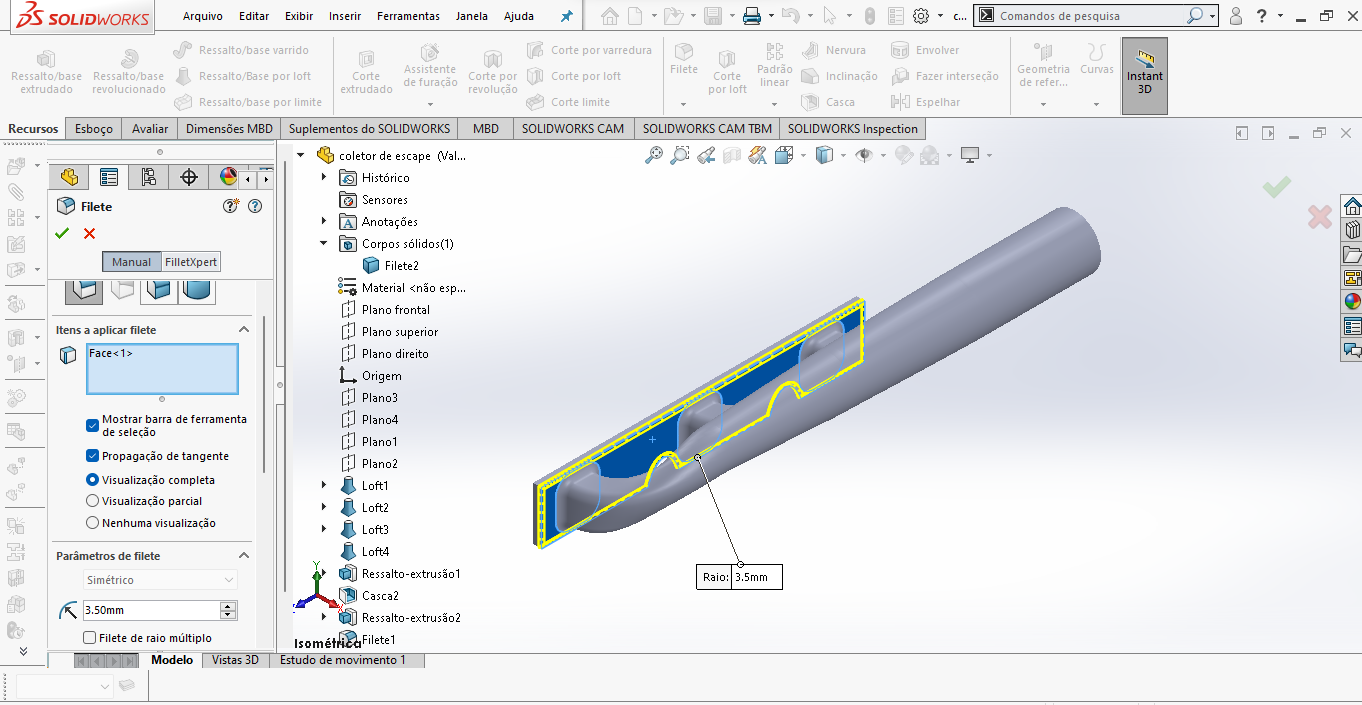 SOLIDWORKS
Arquivo Editar Exibir Inserir Ferramentas Janela Ajuda
c...
Comandos de pesquisa
?
Ressalto/base extrudado
Ressalto/base revolucionado
Ressalto/base varrido
Ressalto/Base por loft
Ressalto/base por limite
Corte extrudado
Assistente de furação
Corte por revolução
Corte por varredura
Corte por loft
Corte limite
Filete
Corte por loft
Padrão linear
Nervura
Inclinação
Casca
Envolver
Fazer interseção
Espelhar
Geometria de refer...
Curvas
Instant 3D
Recursos Esboço Avaliar Dimensões MBD Suplementos do SOLIDWORKS MBD SOLIDWORKS CAM SOLIDWORKS CAM TBM SOLIDWORKS Inspection
Filete
Manual FilletXpert
Itens a aplicar filete
Face<1>
Mostrar barra de ferramenta
de seleção
Propagação de tangente
Visualização completa
Visualização parcial
Nenhuma visualização
Parâmetros de filete
Simétrico
3.50mm
Filete de raio múltiplo
coletor de escape (Val...
Histórico
Sensores
Anotações
Corpos sólidos(1)
Filete2
Material <não esp...
Plano frontal
Plano superior
Plano direito
Origem
Plano3
Plano4
Plano1
Plano2
Loft1
Loft2
Loft3
Loft4
Ressalto-extrusão1
Casca2
Ressalto-extrusão2
Filete1
Y
X
Z
Isométrica
Raio: 3.5mm
Modelo Vistas 3D Estudo de movimento 1